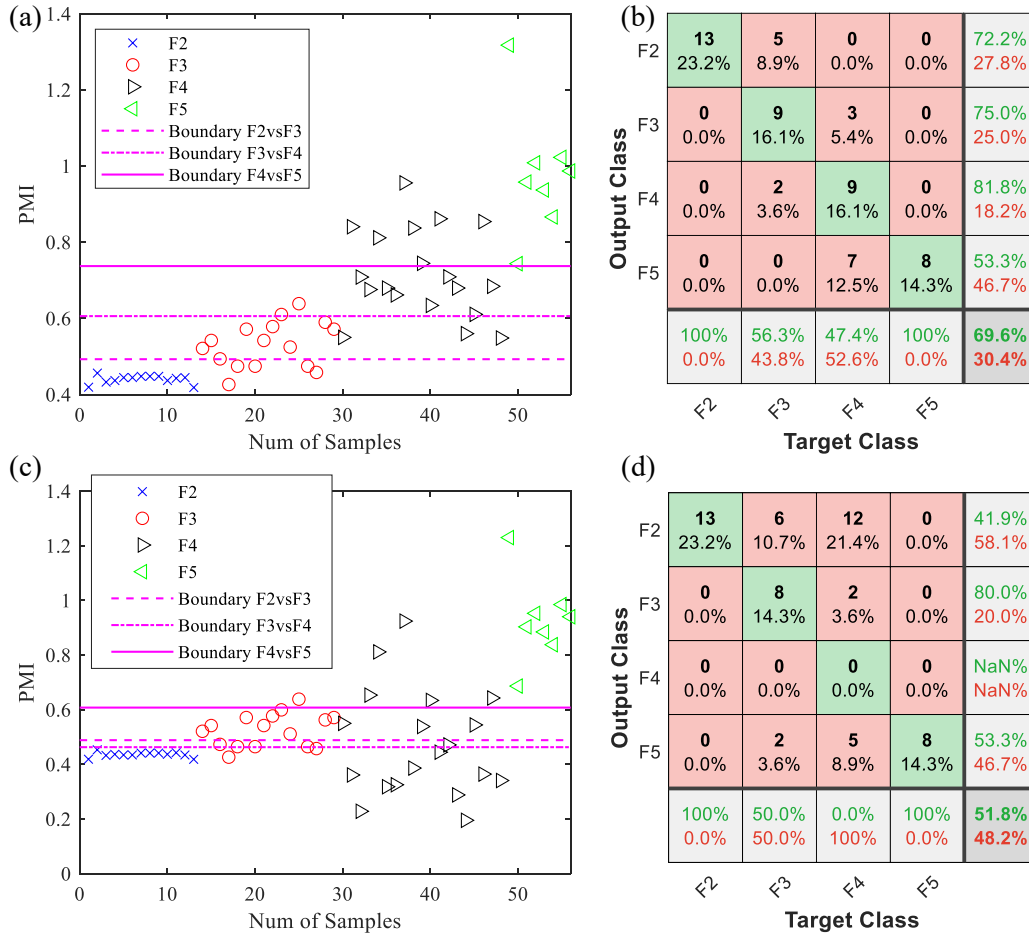 (a)
1.4
1.2
1
0.8
0.6
0.4
PMI
F2
F3
F4
F5
Boundary F2vsF3
Boundary F3vsF4
Boundary F4vsF5
0 10 20 30 40 50
Num of Samples
(b)
Output Class
F2 13 5 0 0 72.2%
23.2% 8.9% 0.0% 0.0% 27.8%
F3 0 9 3 0 75.0%
0.0% 16.1% 5.4% 0.0% 25.0%
F4 0 2 9 0 81.8%
0.0% 3.6% 16.1% 0.0% 18.2%
F5 0 0 7 8 53.3%
0.0% 0.0% 12.5% 14.3% 46.7%
100% 56.3% 47.4% 100% 69.6%
0.0% 43.8% 52.6% 0.0% 30.4%
F2 F3 F4 F5
Target Class
(c)
1.4
1.2
1
0.8
0.6
0.4
0.2
0
PMI
F2
F3
F4
F5
Boundary F2vsF3
Boundary F3vsF4
Boundary F4vsF5
0 10 20 30 40 50
Num of Samples
(d)
Output Class
F2 13 6 12 0 41.9%
23.2% 10.7% 21.4% 0.0% 58.1%
F3 0 8 2 0 80.0%
0.0% 14.3% 3.6% 0.0% 20.0%
F4 0 0 0 0 NaN%
0.0% 0.0% 0.0% 0.0% NaN%
F5 0 2 5 8 53.3%
0.0% 3.6% 8.9% 14.3% 46.7%
100% 50.0% 0.0% 100% 51.8%
0.0% 50.0% 100% 0.0% 48.2%
F2 F3 F4 F5
Target Class